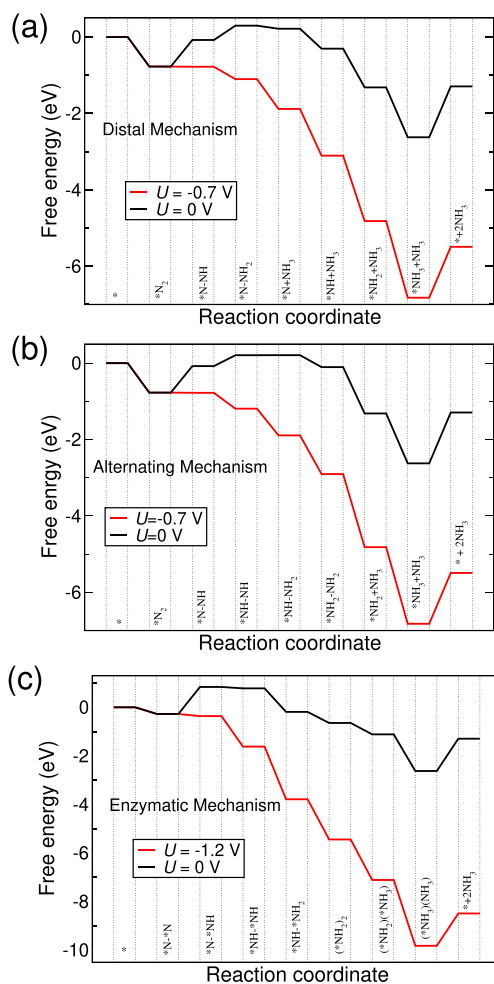 (a)
0
-2
-4
-6
Free energy (eV)
Distal Mechanism
U = -0.7 V
U = 0 V
*
*N2
*N-NH
*N-NH2
*N+NH3
*NH+NH3
*NH2+NH3
*NH3+NH3
*+2NH3
Reaction coordinate
(b)
0
-2
-4
-6
Free enrgy (eV)
Alternating Mechanism
U=-0.7 V
U=0 V
*
*N2
*N-NH
*NH-NH
*NH-NH2
*NH2-NH2
*NH2+NH3
*NH3+NH3
* + 2NH3
Reaction coordinate
(c)
0
-2
-4
-6
-8
-10
Free energy (eV)
Enzymatic Mechanism
U = -1.2 V
U = 0 V
*
*N-*N
*N-*NH
*NH-*NH
*NH-*NH2
(*NH2)2
(*NH2)(*NH3)
(*NH3)(NH3)
*+2NH3
Reaction coordinate